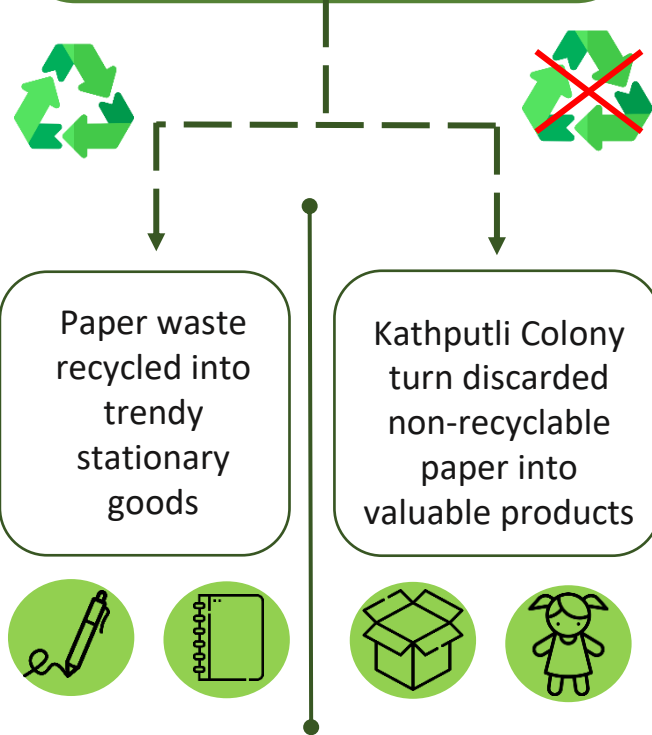 Paper waste
recycled into
trendy
stationary
goods
Kathputli Colony
turn discarded
non-recyclable
paper into
valuable products